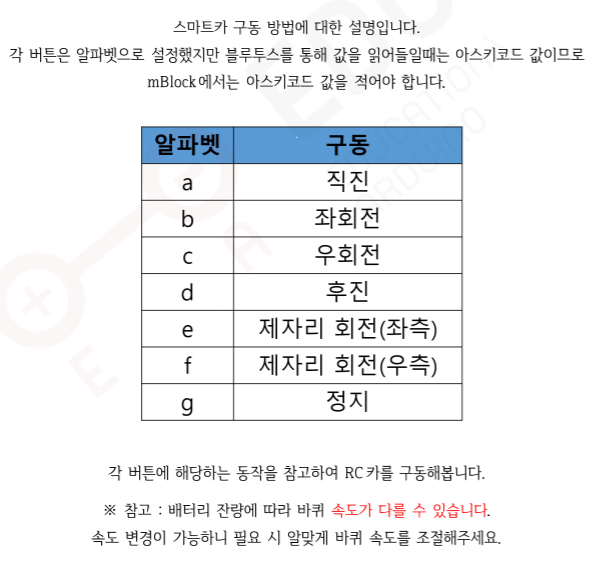 스마트카 구동 방법에 대한 설명입니다.
각 버튼은 알파벳으로 설정했지만 블루투스를 통해 값을 읽어들일때는 아스키코드 값이므로
mBlock에서는 아스키코드 값을 적어야 합니다.
알파벳 구동
a 직진
b 좌회전
c 우회전
d 후진
e 제자리 회전(좌측)
f 제자리 회전(우측)
g 정지
각 버튼에 해당하는 동작을 참고하여 RC카를 구동해봅니다.
※ 참고 : 배터리 잔량에 따라 바퀴 속도가 다를 수 있습니다.
속도 변경이 가능하니 필요 시 알맞게 바퀴 속도를 조절해주세요.